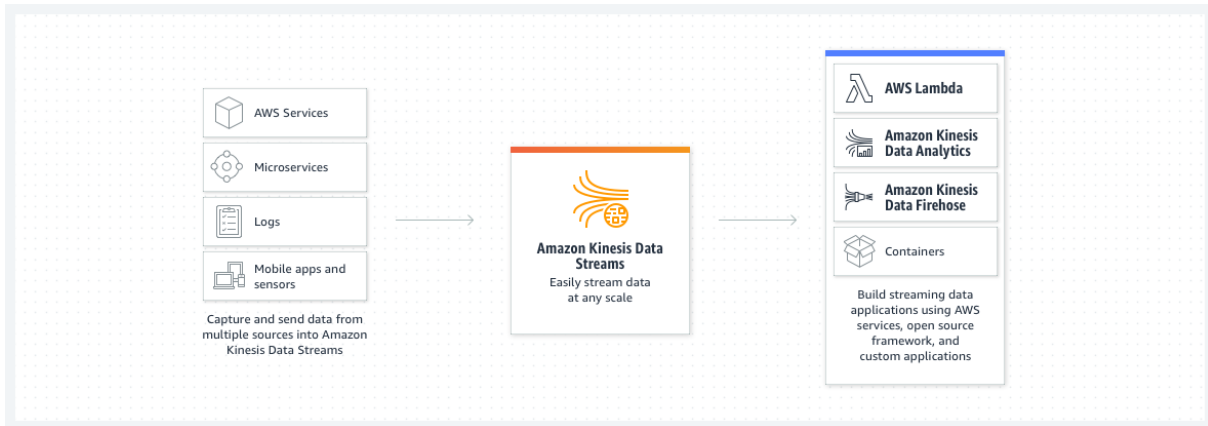 AWS Services
Microservices
Logs
Mobile apps and
sensors
Capture and send data from
multiple sources into Amazon
Kinesis Data Streams
Amazon Kinesis Data
Streams
Easily stream data
at any scale
AWS Lambda
Amazon Kinesis
Data Analytics
Amazon Kinesis
Data Firehose
Containers
Build streaming data
applications using AWS
services, open source
framework, and
custom applications